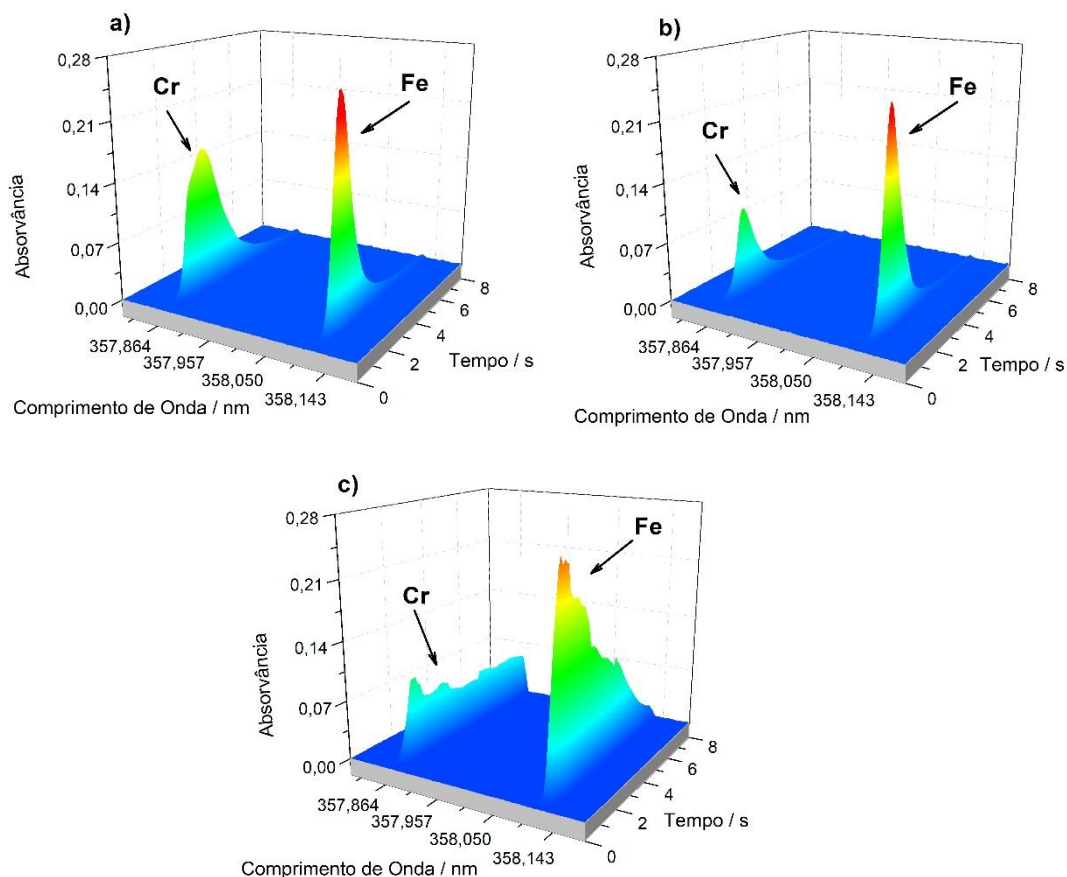 a)
0,28
0,21
0,14
0,07
0,00
Absorvância
Cr
Fe
357,864
357,957
358,050
358,143
Comprimento de Onda / nm
0
2
4
6
8
Tempo / s
b)
0,28
0,21
0,14
0,07
0,00
Absorvância
Cr
Fe
357,864
357,957
358,050
358,143
Comprimento de Onda / nm
0
2
4
6
8
Tempo / s
c)
0,28
0,21
0,14
0,07
0,00
Absorvância
Cr
Fe
357,864
357,957
358,050
358,143
Comprimento de Onda / nm
0
2
4
6
8
Tempo / s